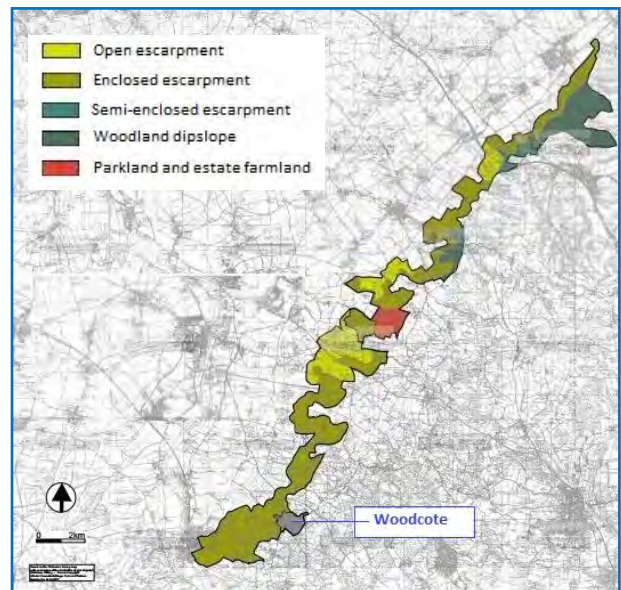 Open escarpment
Enclosed escarpment
Semi-enclosed escarpment
Woodland dipslope
Parkland and estate farmland
Woodcote
0 2km